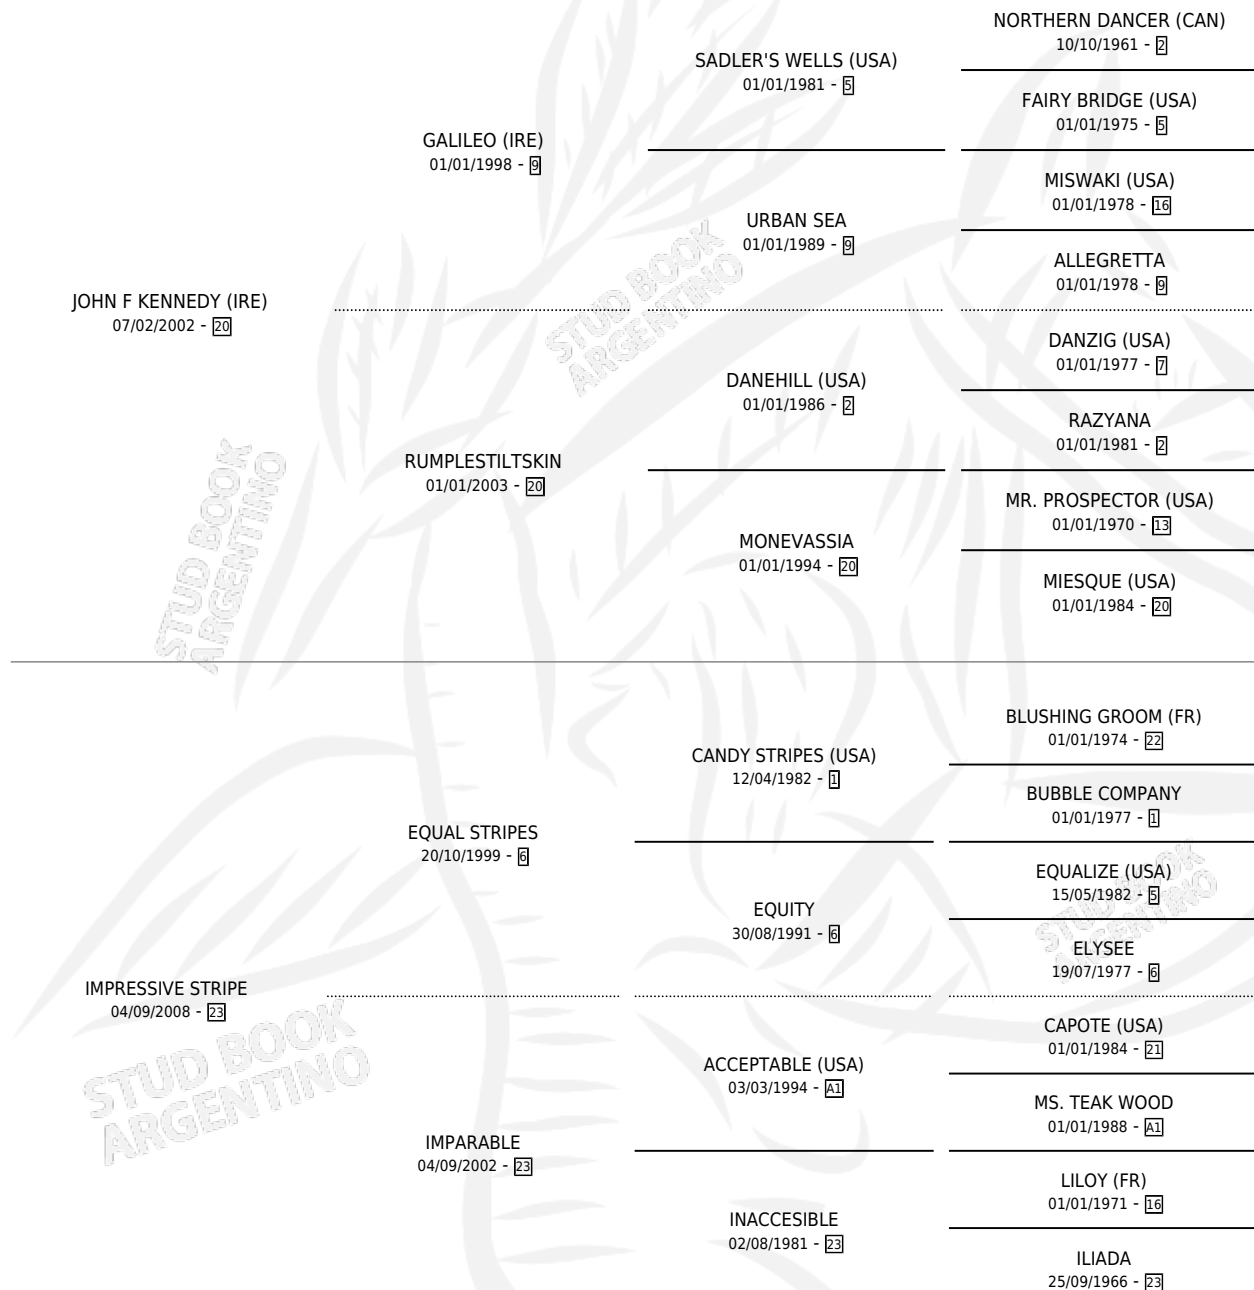 NORTHERN DANCER (CAN)
10/10/1961 - 2
SADLER'S WELLS (USA)
01/01/1981 - 5
FAIRY BRIDGE (USA)
01/01/1975 - 5
GALILEO (IRE)
01/01/1998 - 9
MISWAKI (USA)
01/01/1978 - 16
URBAN SEA
01/01/1989 - 9
ALLEGRETTA
01/01/1978 - 9
JOHN F KENNEDY (IRE)
07/02/2002 - 20
DANZIG (USA)
01/01/1977 - 7
DANEHILL (USA)
01/01/1986 - 2
RAZYANA
01/01/1981 - 2
RUMPLESTILTSKIN
01/01/2003 - 20
MR. PROSPECTOR (USA)
01/01/1970 - 13
MONEVASSIA
01/01/1994 - 20
MIESQUE (USA)
01/01/1984 - 20
BLUSHING GROOM (FR)
01/01/1974 - 22
CANDY STRIPES (USA)
12/04/1982 - 1
BUBBLE COMPANY
01/01/1977 - 1
EQUAL STRIPES
20/10/1999 - 6
EQUALIZE (USA)
15/05/1982 - 5
EQUITY
30/08/1991 - 6
ELYSEE
19/07/1977 - 6
IMPRESSIVE STRIPE
04/09/2008 - 23
CAPOTE (USA)
01/01/1984 - 21
ACCEPTABLE (USA)
03/03/1994 - A1
MS. TEAK WOOD
01/01/1988 - A1
IMPARABLE
04/09/2002 - 23
LILOY (FR)
01/01/1971 - 16
INACCESIBLE
02/08/1981 - 23
ILIADA
25/09/1966 - 23
STUD BOOK
ARGENTINO
STUD BOOK
ARGENTINO
STUD BOOK
ARGENTINO
STUD BOOK
ARGENTINO